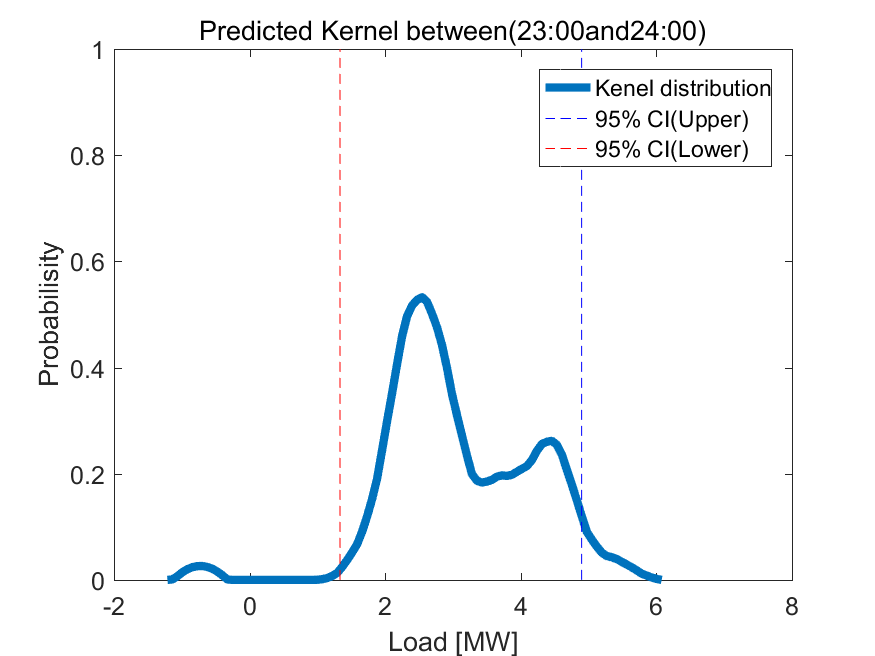 Predicted Kernel between(23:00and24:00)
1
0.8
0.6
0.4
0.2
0
Probabilisity
Kenel distribution
95% CI(Upper)
95% CI(Lower)
-2 0 2 4 6 8
Load [MW]